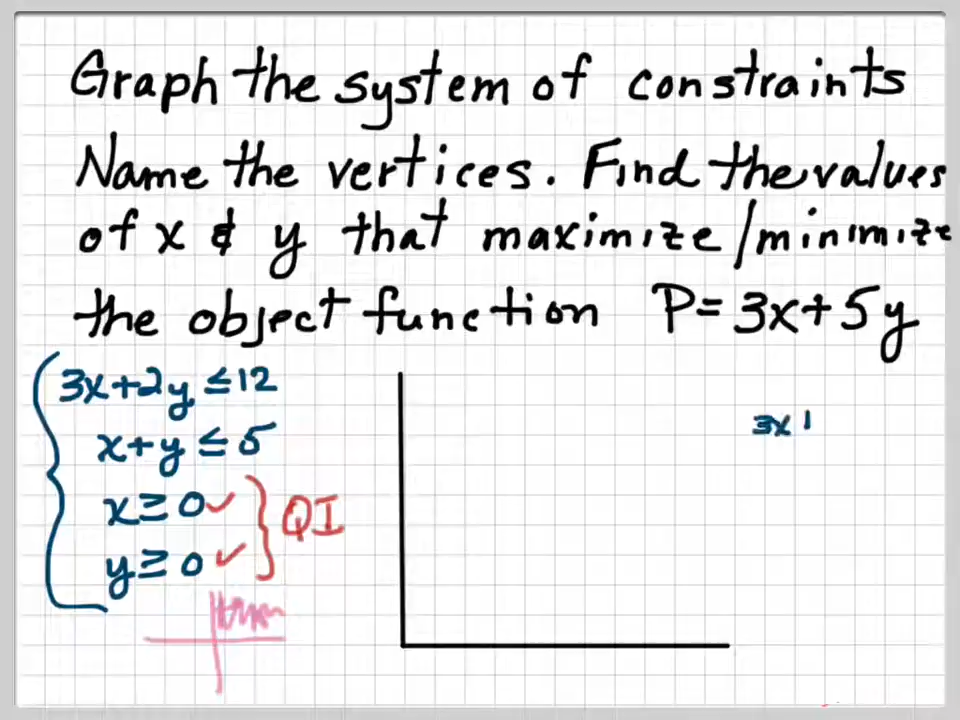 Graph the system of constraints
Name the vertices. Find the values
of x & y that maximize/minimize
the object function P=3x+5y
3x+2y≤12
x+y≤5
x≥0✓
y≥0✓
QI
3x